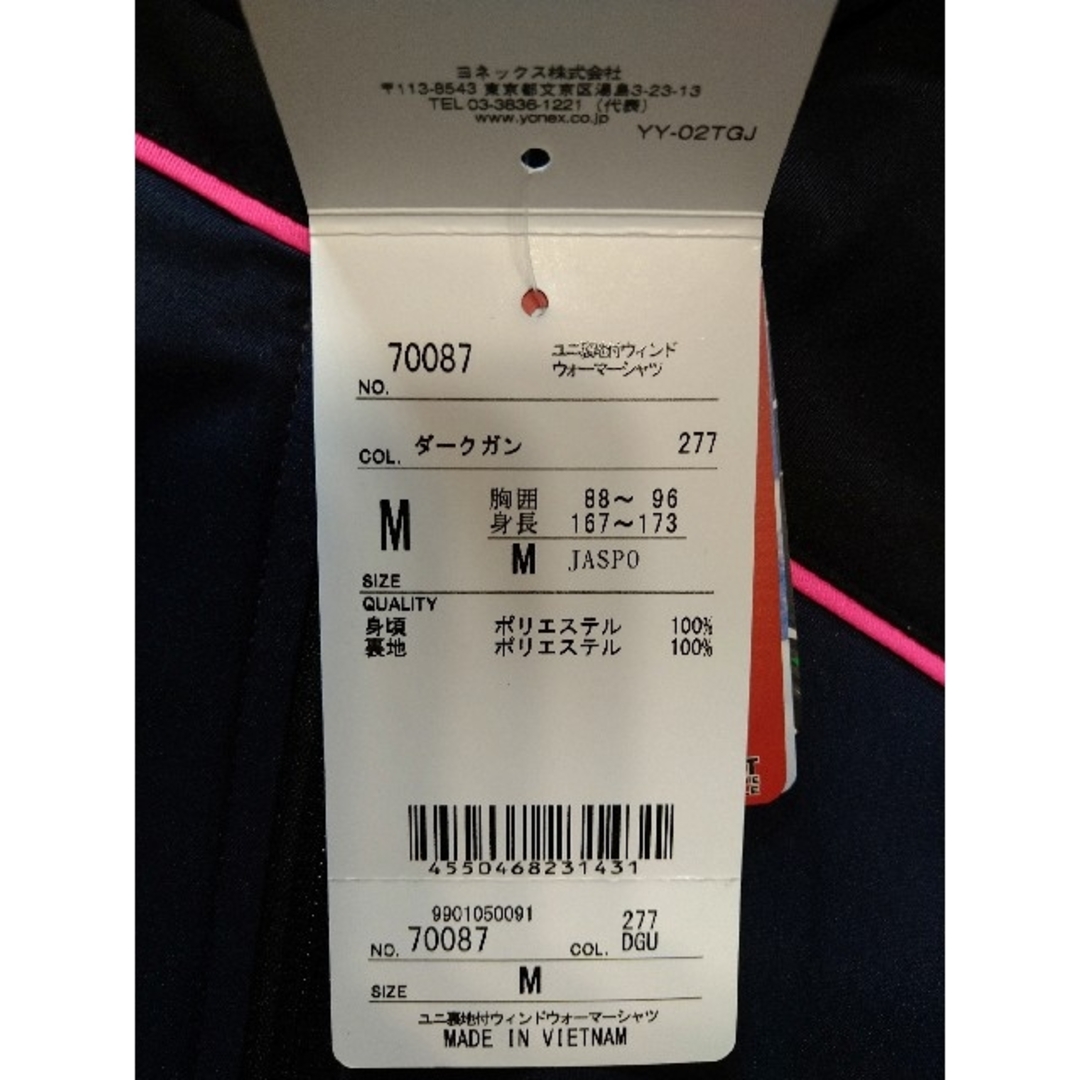 ヨネックス株式会社
〒113-8543 東京都文京区湯島3-23-13
TEL 03-3836-1221 (代表)
www.yonex.co.jp
YY-02TGJ
NO. 70087 ユニ裏地付ウィンド
ウォーマーシャツ
COL. ダークガン 277
胸囲 88～ 96
M 身長 167～173
M JASPO
SIZE
QUALITY
身頃 ポリエステル 100%
裏地 ポリエステル 100%
4550468231431
9901050091 277
NO. 70087 COL. DGU
SIZE M
ユニ裏地付ウィンドウォーマーシャツ
MADE IN VIETNAM